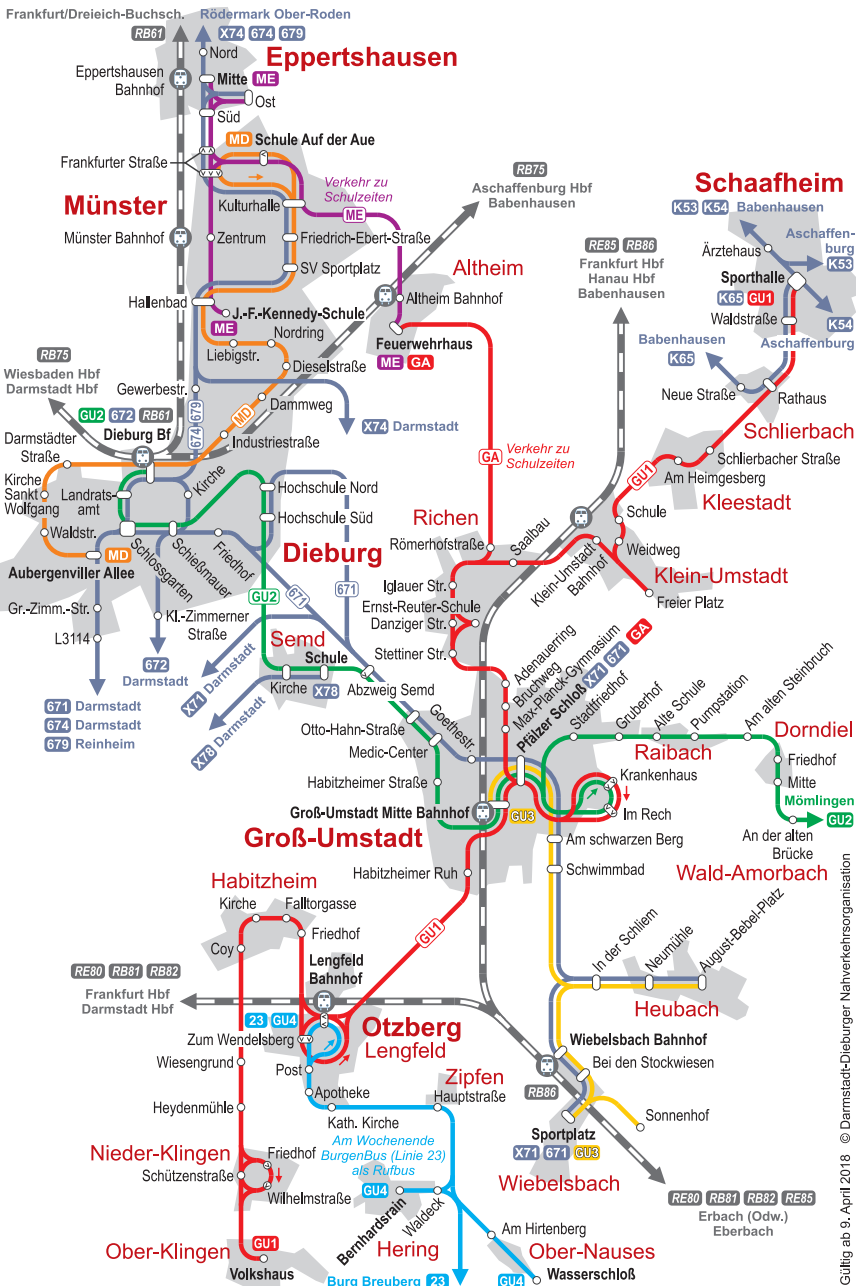 Frankfurt/Dreieich-Buchsch.
RB61
Rödermark Ober-Roden
X74 674 679
Nord
Eppertshausen
Eppertshausen
Bahnhof
Mitte ME
Ost
Süd
MD Schule Auf der Aue
Frankfurter Straße
Verkehr zu
Schulzeiten
ME
Kulturhalle
Münster
Münster Bahnhof
Zentrum
Friedrich-Ebert-Straße
SV Sportplatz
Hallenbad
J.-F.-Kennedy-Schule
ME
Nordring
Liebigstr.
Dieselstraße
RB75
Aschaffenburg Hbf
Babenhausen
Altheim
Altheim Bahnhof
Feuerwehrhaus
ME GA
RE85 RB86
Frankfurt Hbf
Hanau Hbf
Babenhausen
Schaafheim
K53 K54 Babenhausen
Ärztehaus
Aschaffen-
burg
K53
Sporthalle
K65 GU1
Waldstraße
K54
Aschaffenburg
Babenhausen
K65
Neue Straße
Rathaus
Schlierbach
Schlierbacher Straße
GU1
Am Heimgesberg
Kleestadt
Schule
Weidweg
Klein-Umstadt
Klein-Umstadt
Bahnhof
Freier Platz
RB75
Wiesbaden Hbf
Darmstadt Hbf
Gewerbestr.
GU2 672 RB61
Dieburg Bf
674 679
MD
Dammweg
Industriestraße
X74 Darmstadt
Darmstädter
Straße
Kirche
Sankt
Wolfgang
Landrats-
amt
Kirche
Waldstr.
MD
Aubergenviller Allee
Schlossgarten
Schießmauer
Friedhof
Hochschule Nord
Hochschule Süd
Dieburg
GU2
671
671
Gr.-Zimm.-Str.
L3114
Kl.-Zimmerner
Straße
672
Darmstadt
671 Darmstadt
674 Darmstadt
679 Reinheim
X71 Darmstadt
X78 Darmstadt
Semd
Schule
Kirche
X78
Abzweig Semd
GA
Verkehr zu
Schulzeiten
Richen
Römerhofstraße
Saalbau
Iglauer Str.
Ernst-Reuter-Schule
Danziger Str.
Stettiner Str.
Adenauerring
Bruchweg
Max-Planck-Gymnasium
Pfälzer Schloß X71 671 GA
Otto-Hahn-Straße
Medic-Center
Goethestr.
Habitzheimer Straße
Groß-Umstadt Mitte Bahnhof
GU3
Groß-Umstadt
Habitzheimer Ruh
Stadtfriedhof
Gruberhof
Alte Schule
Pumpstation
Am alten Steinbruch
Raibach
Dorndiel
Krankenhaus
Im Rech
Friedhof
Mitte
Mömlingen
GU2
An der alten
Brücke
Am schwarzen Berg
Schwimmbad
Wald-Amorbach
In der Schliem
Neumühle
August-Bebel-Platz
Heubach
Habitzheim
Kirche
Falltorgasse
Friedhof
Coy
GU1
Lengfeld
Bahnhof
RE80 RB81 RB82
Frankfurt Hbf
Darmstadt Hbf
23 GU4
Otzberg
Lengfeld
Zum Wendelsberg
Wiesengrund
Post
Apotheke
Heydenmühle
Kath. Kirche
Zipfen
Hauptstraße
Am Wochenende
BurgenBus (Linie 23)
als Rufbus
Nieder-Klingen
Friedhof
Schützenstraße
Wilhelmstraße
GU4
Bernhardsrain
Waldeck
Hering
Am Hirtenberg
Ober-Nauses
Ober-Klingen
GU1
Volkshaus
Burg Breuberg 23
GU4
Wasserschloß
Wiebelsbach Bahnhof
Bei den Stockwiesen
RB86
Sonnenhof
Sportplatz
X71 671 GU3
Wiebelsbach
RE80 RB81 RB82 RE85
Erbach (Odw.)
Eberbach
Gültig ab 9. April 2018 © Darmstadt-Dieburger Nahverkehrsorganisation